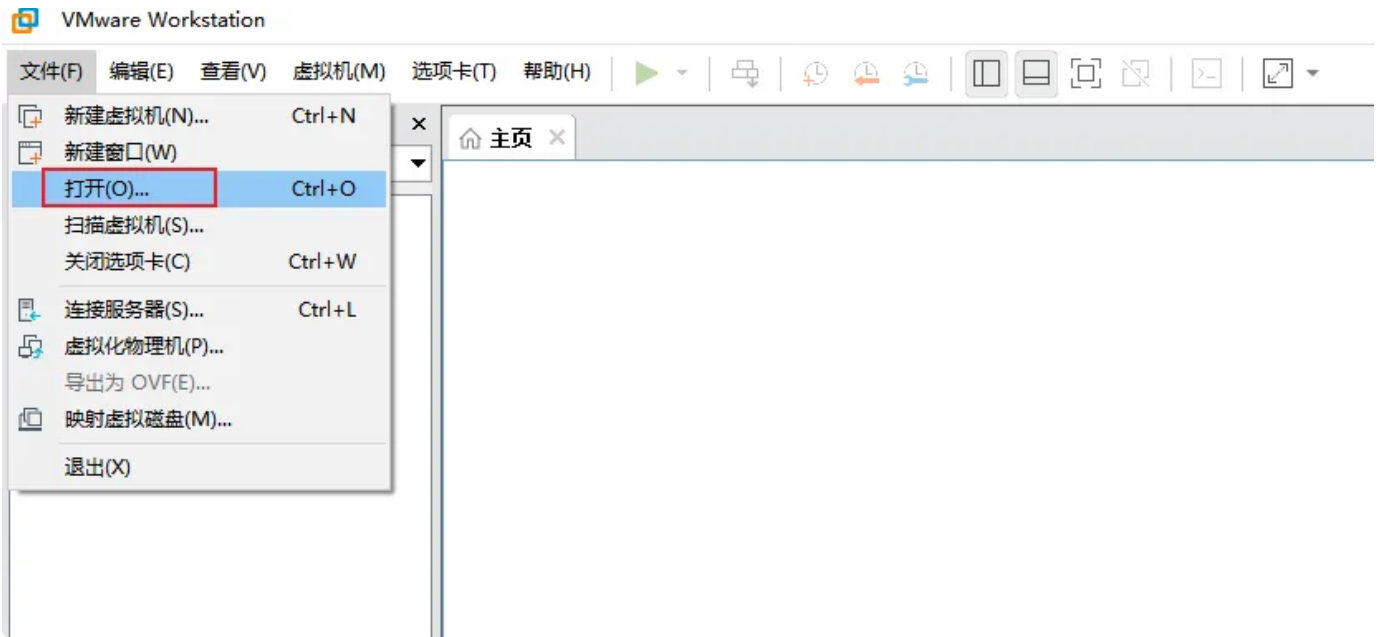 VMware Workstation
文件(F) 编辑(E) 查看(V) 虚拟机(M) 选项卡(T) 帮助(H)
新建虚拟机(N)... Ctrl+N
新建窗口(W)
打开(O)... Ctrl+O
扫描虚拟机(S)...
关闭选项卡(C) Ctrl+W
连接服务器(S)... Ctrl+L
虚拟化物理机(P)...
导出为 OVF(E)...
映射虚拟磁盘(M)...
退出(X)
主页